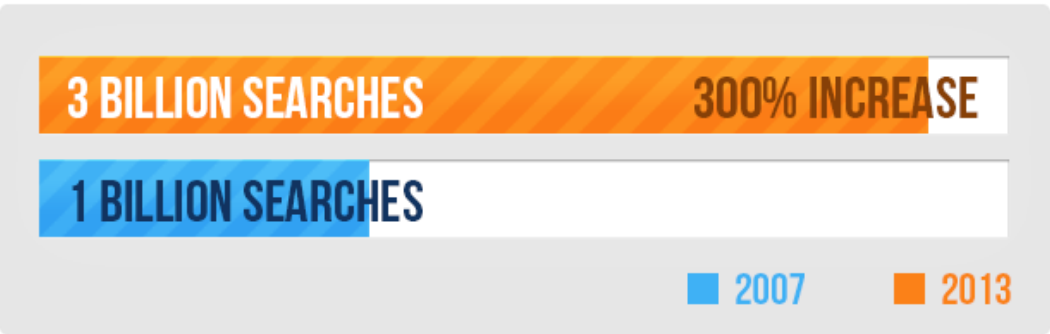 3 BILLION SEARCHES 300% INCREASE
1 BILLION SEARCHES
2007 2013